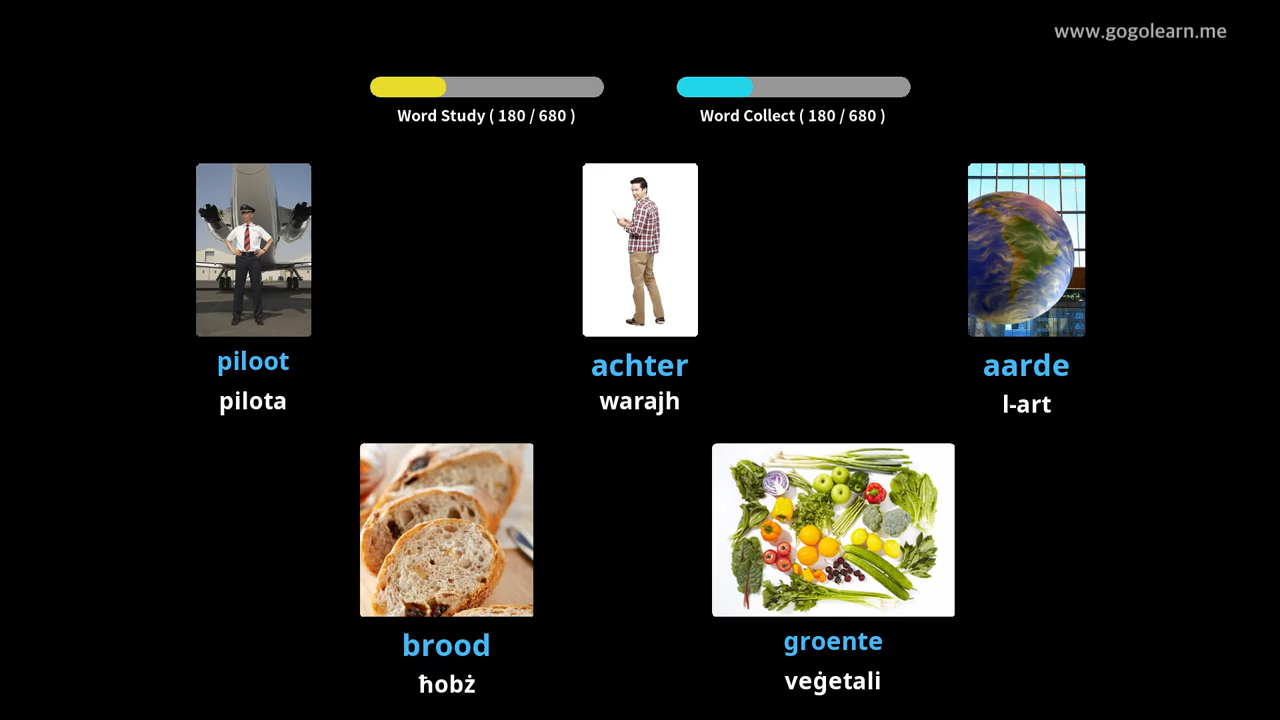 www.gogolearn.me
Word Study ( 180 / 680 )
Word Collect ( 180 / 680 )
piloot
pilota
achter
warajh
aarde
l-art
brood
ħobż
groente
veġetali